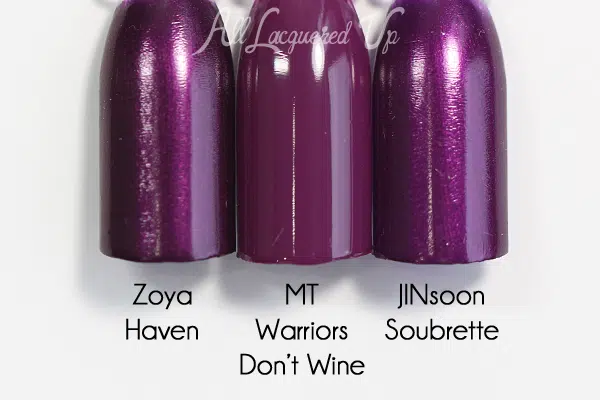 All Lacquered Up
Zoya
Haven
MT
Warriors
Don't Wine
JINsoon
Soubrette